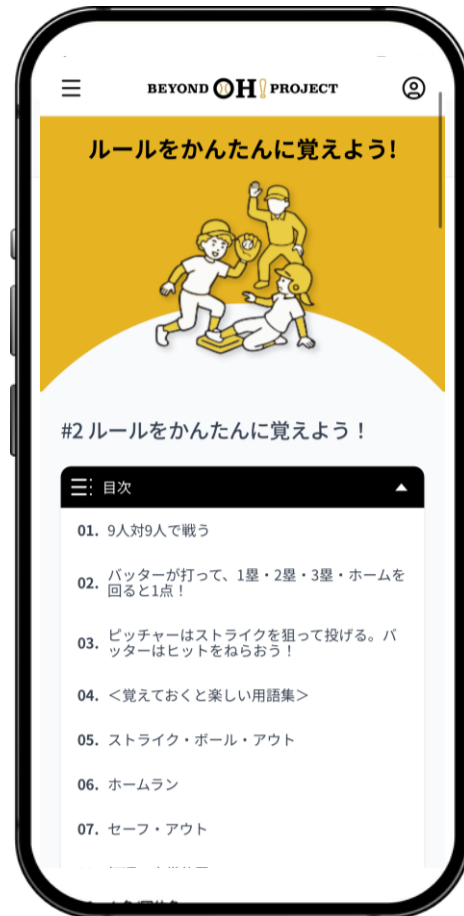 BEYOND OH! PROJECT
ルールをかんたんに覚えよう!
#2 ルールをかんたんに覚えよう！
目次
01. 9人対9人で戦う
02. バッターが打って、1塁・2塁・3塁・ホームを
回ると1点！
03. ピッチャーはストライクを狙って投げる。バ
ッターはヒットをねらおう！
04. ＜覚えておくと楽しい用語集＞
05. ストライク・ボール・アウト
06. ホームラン
07. セーフ・アウト